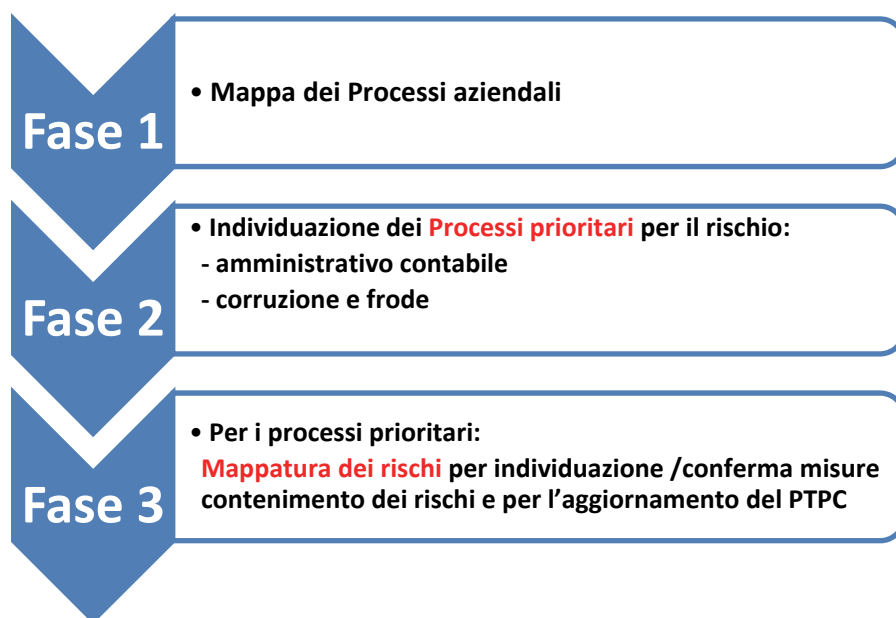 Fase 1
• Mappa dei Processi aziendali
Fase 2
• Individuazione dei Processi prioritari per il rischio:
- amministrativo contabile
- corruzione e frode
Fase 3
• Per i processi prioritari:
Mappatura dei rischi per individuazione /conferma misure
contenimento dei rischi e per l’aggiornamento del PTPC